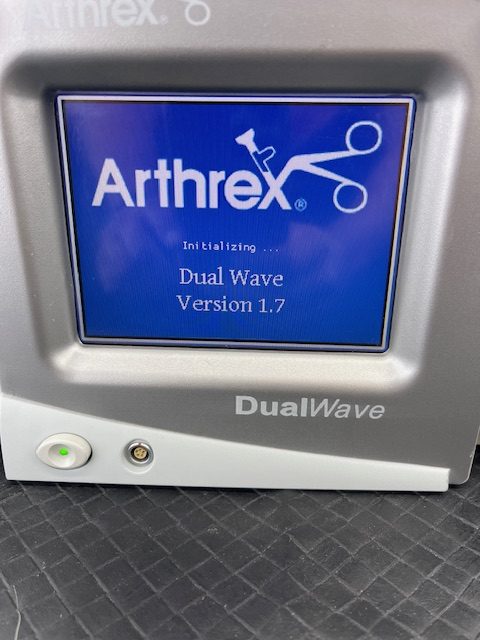 Arthrex®
Arthrex®
Initializing ...
Dual Wave
Version 1.7
DualWave